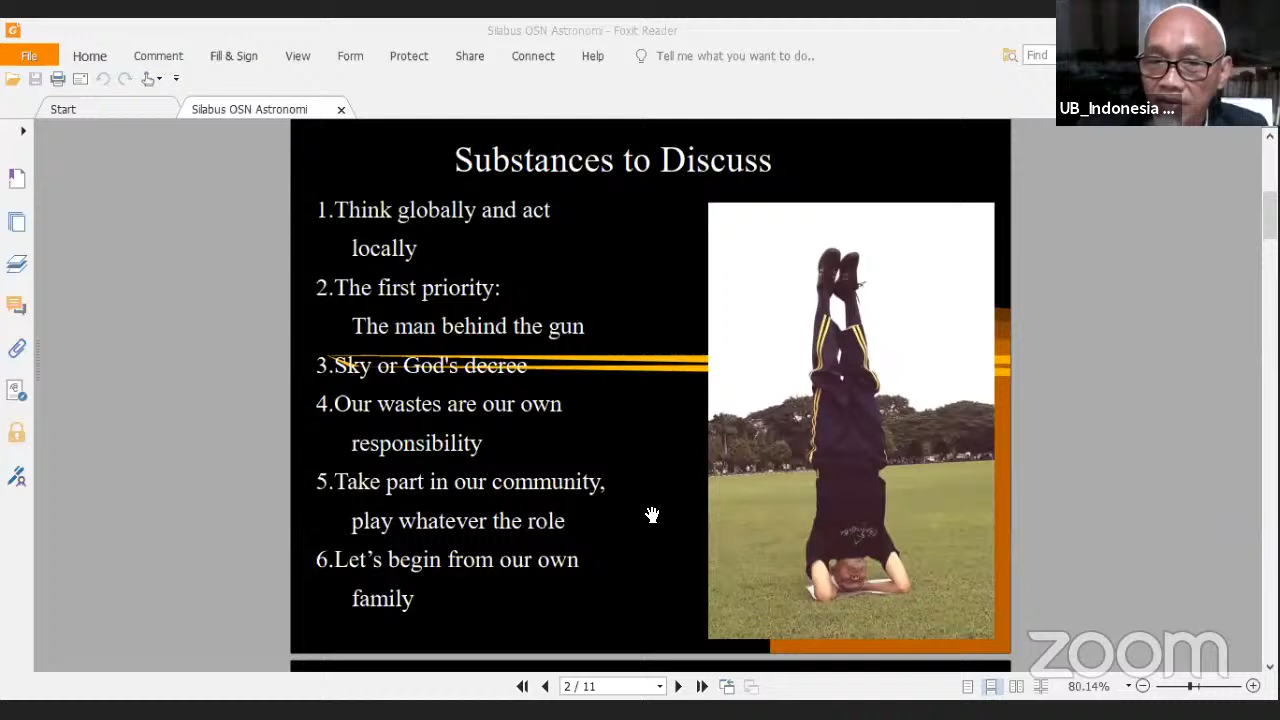 Silabus OSN Astronomi - Foxit Reader
File Home Comment Fill & Sign View Form Protect Share Connect Help Tell me what you want to do.. Find
Start Silabus OSN Astronomi
UB_Indonesia ...
Substances to Discuss
1.Think globally and act
locally
2.The first priority:
The man behind the gun
3.Sky or God's decree
4.Our wastes are our own
responsibility
5.Take part in our community,
play whatever the role
6.Let’s begin from our own
family
zoom
2 / 11
80.14%